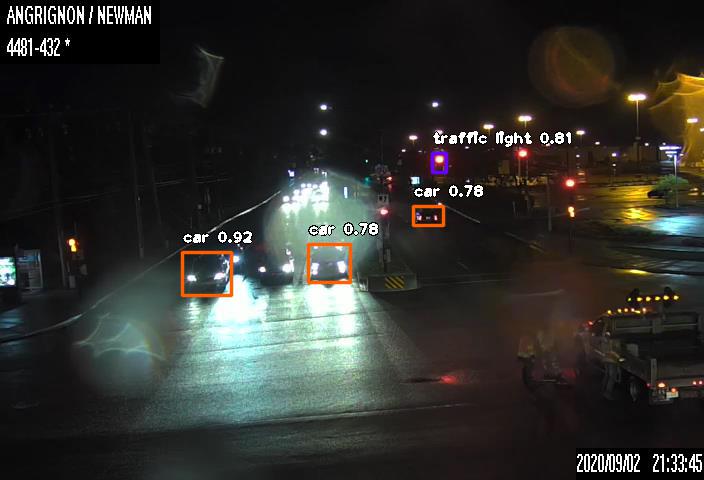 ANGRIGNON / NEWMAN
4481-432 *
traffic light 0.81
car 0.78
car 0.92
car 0.78
2020/09/02 21:33:45